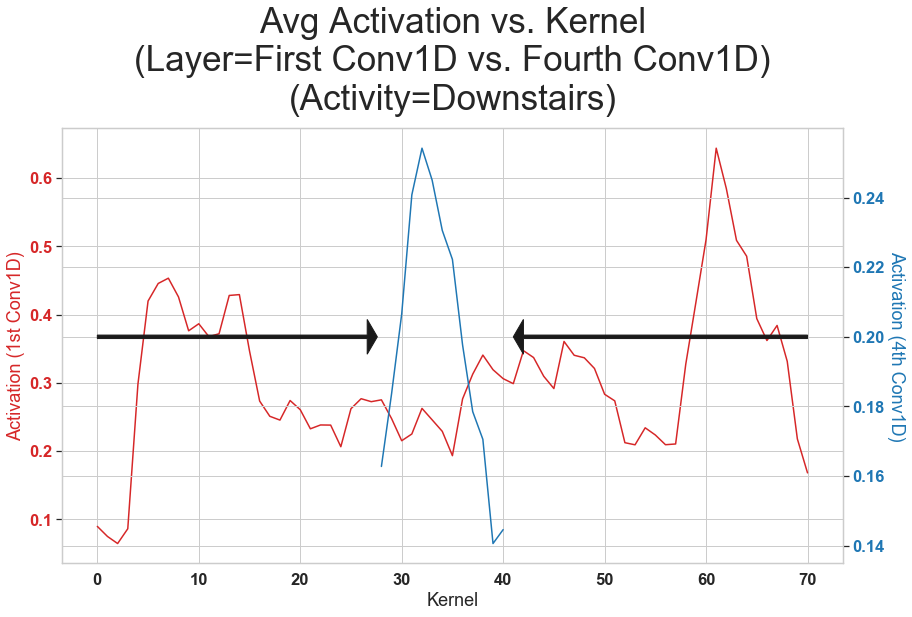 Avg Activation vs. Kernel
(Layer=First Conv1D vs. Fourth Conv1D)
(Activity=Downstairs)
Activation (1st Conv1D)
0.6
0.5
0.4
0.3
0.2
0.1
0.24
0.22
0.20
0.18
0.16
0.14
Activation (4th Conv1D)
0 10 20 30 40 50 60 70
Kernel